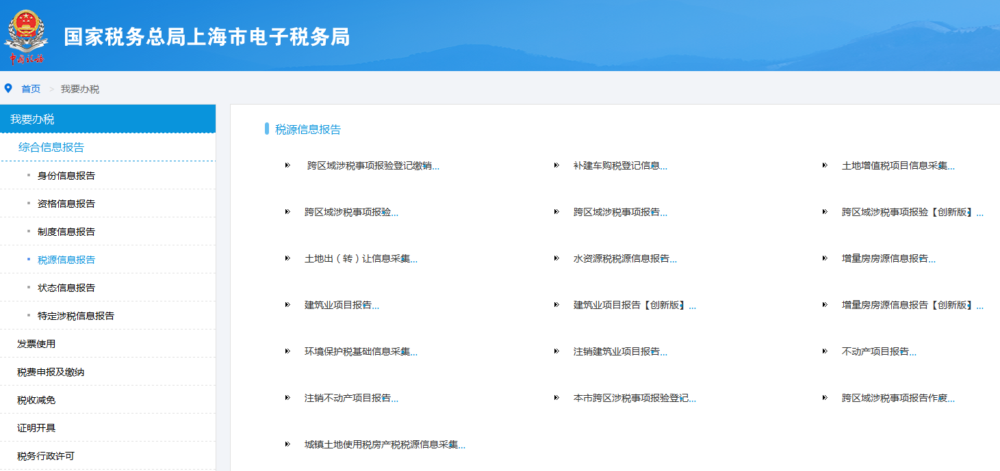 国家税务总局上海市电子税务局
中国税务
首页 > 我要办税
我要办税
综合信息报告
身份信息报告
资格信息报告
制度信息报告
税源信息报告
状态信息报告
特定涉税信息报告
发票使用
税费申报及缴纳
税收减免
证明开具
税务行政许可
税源信息报告
跨区域涉税事项报验登记缴销...
补建车购税登记信息...
土地增值税项目信息采集...
跨区域涉税事项报验...
跨区域涉税事项报告...
跨区域涉税事项报验【创新版】...
土地出（转）让信息采集...
水资源税税源信息报告...
增量房房源信息报告...
建筑业项目报告...
建筑业项目报告【创新版】...
增量房房源信息报告【创新版】...
环境保护税基础信息采集...
注销建筑业项目报告...
不动产项目报告...
注销不动产项目报告...
本市跨区涉税事项报验登记...
跨区域涉税事项报告作废...
城镇土地使用税房产税税源信息采集...